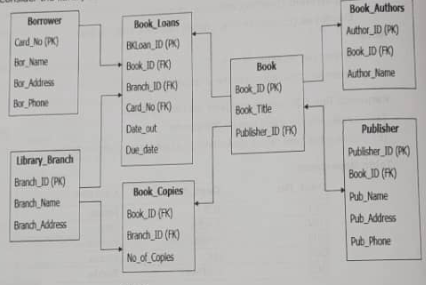 Borrower
Card_No (PK)
Bor_Name
Bor_Address
Bor_Phone
Book_Loans
BKLoan_ID (PK)
Book_ID (FK)
Branch_ID (FK)
Card_No (FK)
Date_out
Due_date
Book_Authors
Author_ID (PK)
Book_ID (FK)
Author_Name
Book
Book_ID (PK)
Book_Title
Publisher_ID (FK)
Library_Branch
Branch_ID (PK)
Branch_Name
Branch_Address
Book_Copies
Book_ID (FK)
Branch_ID (FK)
No_of_Copies
Publisher
Publisher_ID (PK)
Book_ID (FK)
Pub_Name
Pub_Address
Pub_Phone